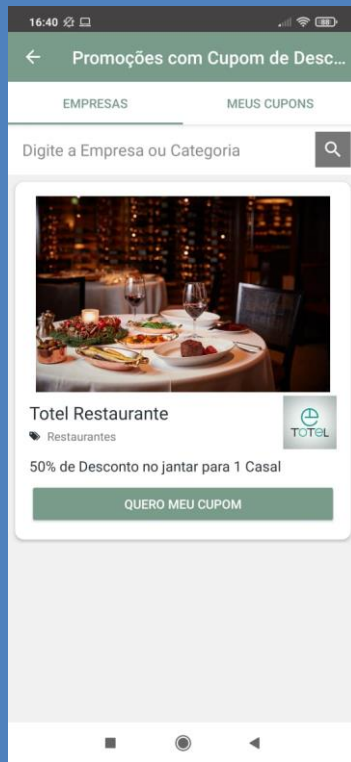 16:40
Promoções com Cupom de Desc...
EMPRESAS
MEUS CUPONS
Digite a Empresa ou Categoria
Totel Restaurante
Restaurantes
TOTEL
50% de Desconto no jantar para 1 Casal
QUERO MEU CUPOM